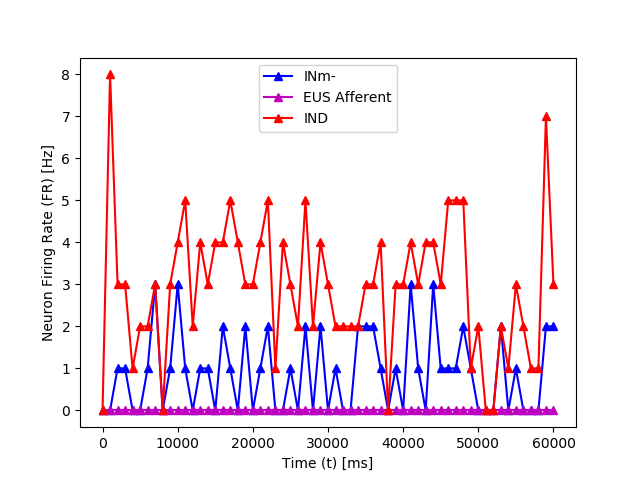 INm-
EUS Afferent
IND
Neuron Firing Rate (FR) [Hz]
8
7
6
5
4
3
2
1
0
0 10000 20000 30000 40000 50000 60000
Time (t) [ms]